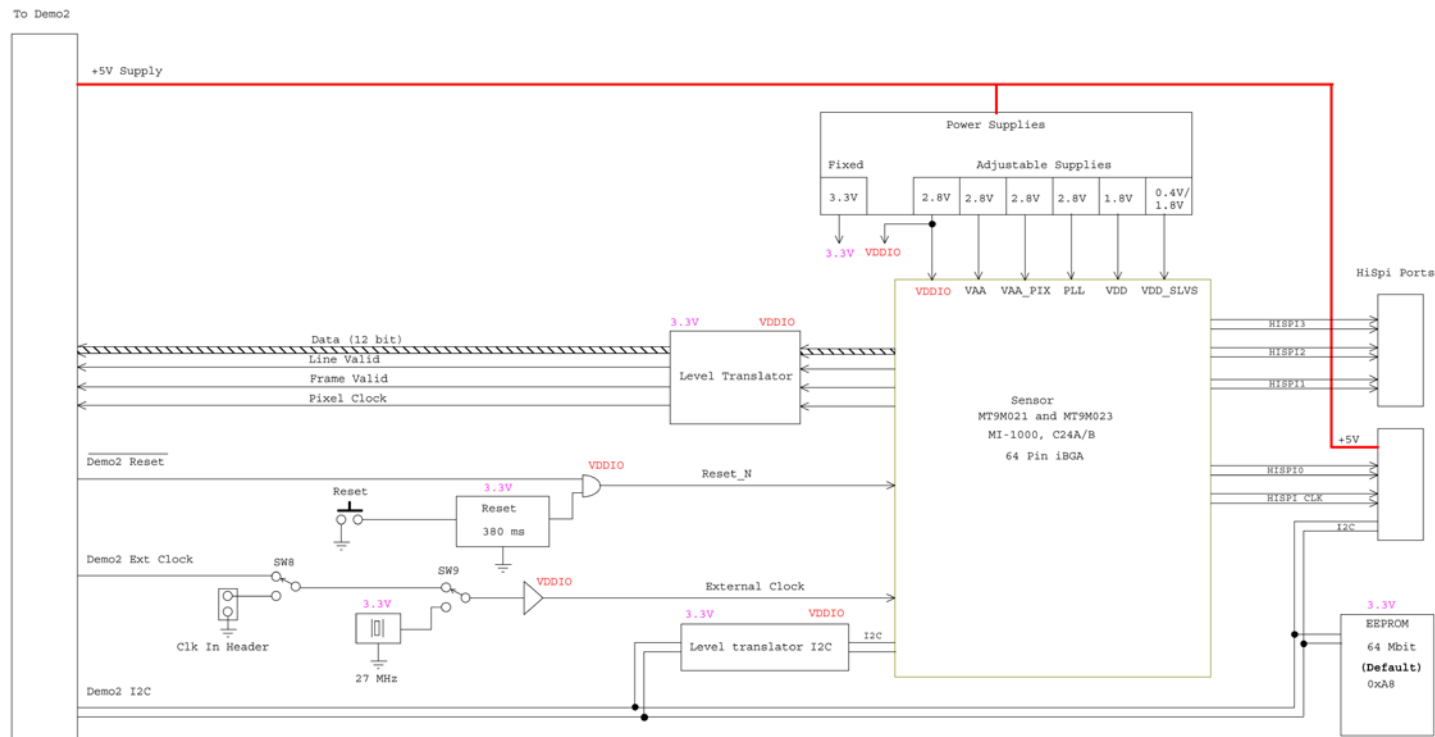 To Demo2
+5V Supply
Power Supplies
Fixed
Adjustable Supplies
3.3V
2.8V
2.8V
2.8V
2.8V
1.8V
0.4V/
1.8V
3.3V
VDDIO
HiSpi Ports
VDDIO
VAA
VAA_PIX
PLL
VDD
VDD_SLVS
3.3V
VDDIO
Data (12 bit)
Line Valid
Frame Valid
Pixel Clock
Level Translator
HISPI3
HISPI2
HISPI1
Sensor
MT9M021 and MT9M023
MI-1000, C24A/B
64 Pin iBGA
+5V
Demo2 Reset
VDDIO
Reset_N
HISPI0
3.3V
Reset
Reset
380 ms
HISPI CLK
I2C
Demo2 Ext Clock
SW8
SW9
VDDIO
External Clock
3.3V
Clk In Header
27 MHz
3.3V
VDDIO
Level translator I2C
I2C
3.3V
EEPROM
64 Mbit
(Default)
0xA8
Demo2 I2C